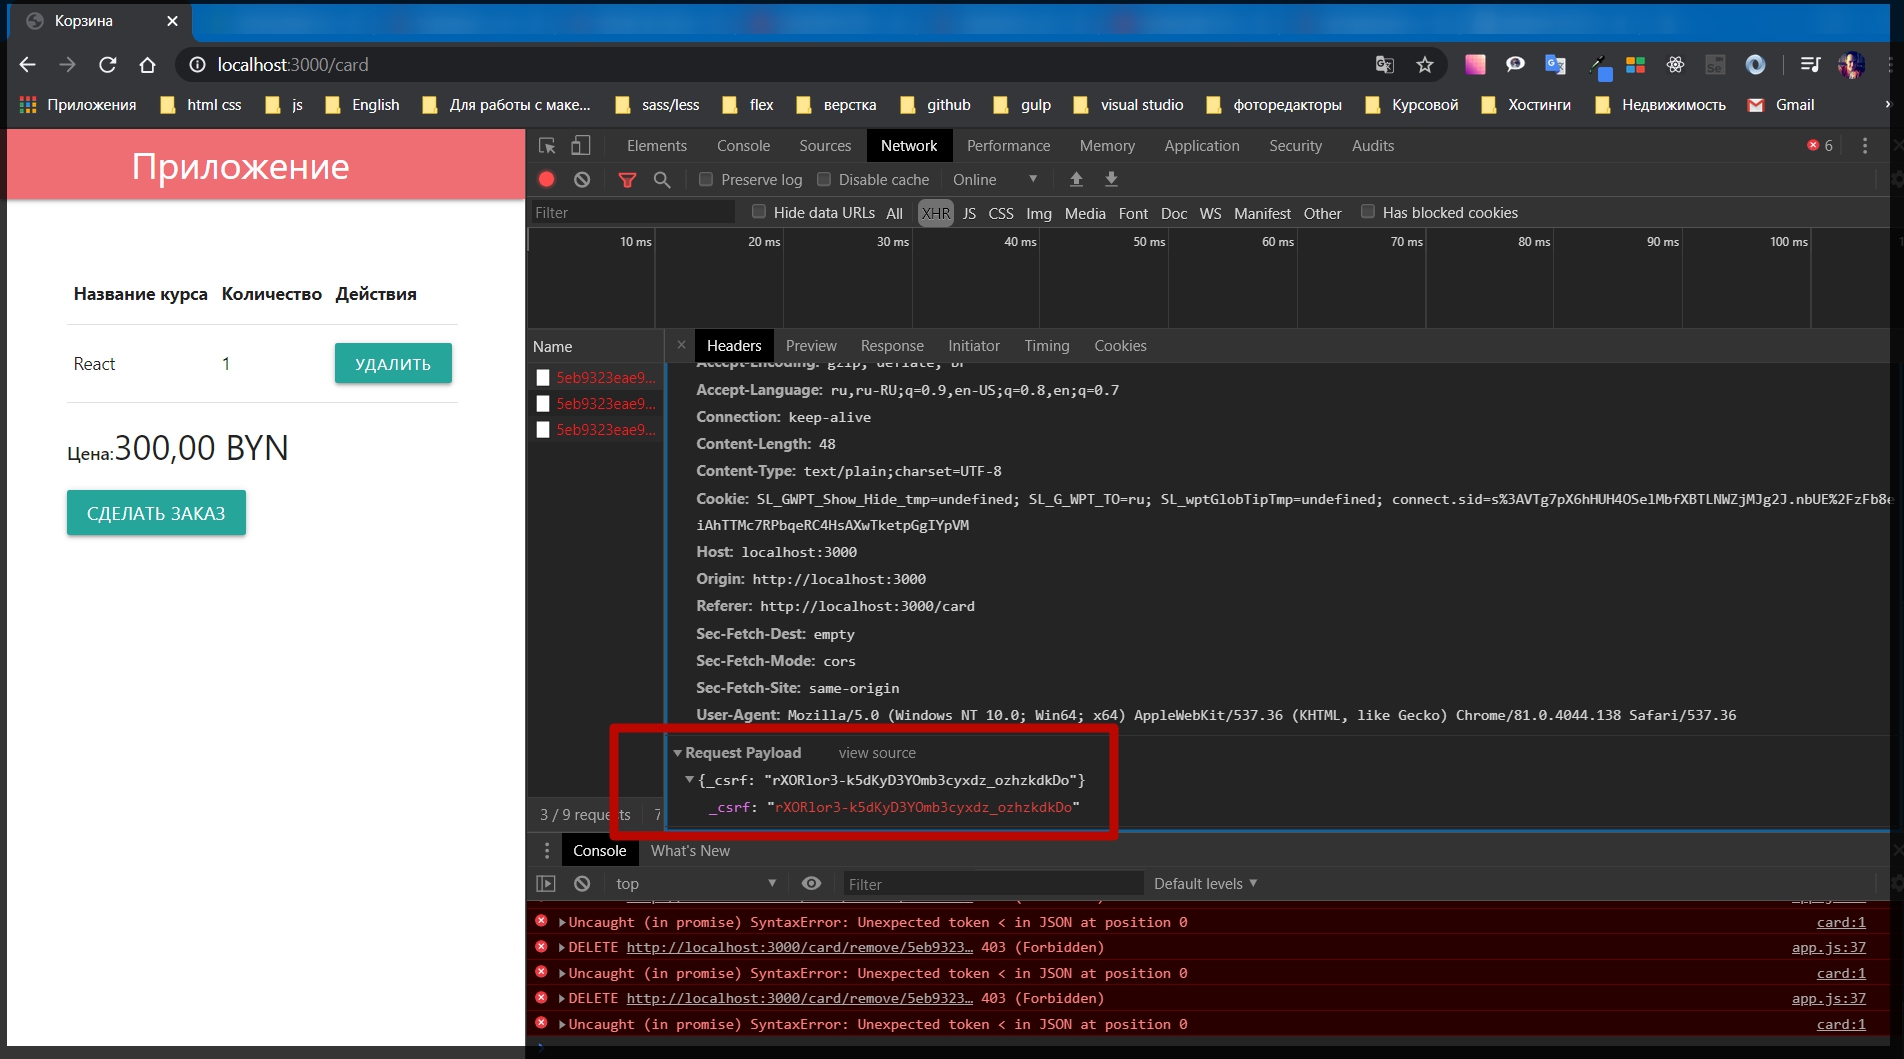 Корзина
localhost:3000/card
Приложения html css js English Для работы с маке... sass/less flex верстка github gulp visual studio фоторедакторы Курсовой Хостинги Недвижимость Gmail »
Приложение
Название курса Количество Действия
React 1 УДАЛИТЬ
Цена:300,00 BYN
СДЕЛАТЬ ЗАКАЗ
Elements Console Sources Network Performance Memory Application Security Audits 6
Preserve log Disable cache Online
Filter Hide data URLs All XHR JS CSS Img Media Font Doc WS Manifest Other Has blocked cookies
10 ms 20 ms 30 ms 40 ms 50 ms 60 ms 70 ms 80 ms 90 ms 100 ms
Name
5eb9323eae9...
5eb9323eae9...
5eb9323eae9...
3 / 9 requests 7
Headers Preview Response Initiator Timing Cookies
Accept-Encoding: gzip, deflate, br
Accept-Language: ru,ru-RU;q=0.9,en-US;q=0.8,en;q=0.7
Connection: keep-alive
Content-Length: 48
Content-Type: text/plain;charset=UTF-8
Cookie: SL_GWPT_Show_Hide_tmp=undefined; SL_G_WPT_TO=ru; SL_wptGlobTipTmp=undefined; connect.sid=s%3AVTg7pX6hHUH4OSelMbfXBTLNWZjMJg2J.nbUE%2FzFb8e
iAhTTMc7RPbqeRC4HsAXwTketpGgIYpVM
Host: localhost:3000
Origin: http://localhost:3000
Referer: http://localhost:3000/card
Sec-Fetch-Dest: empty
Sec-Fetch-Mode: cors
Sec-Fetch-Site: same-origin
User-Agent: Mozilla/5.0 (Windows NT 10.0; Win64; x64) AppleWebKit/537.36 (KHTML, like Gecko) Chrome/81.0.4044.138 Safari/537.36
Request Payload view source
{_csrf: "rXORlor3-k5dKyD3YOmb3cyxdz_ozhzkdkDo"}
_csrf: "rXORlor3-k5dKyD3YOmb3cyxdz_ozhzkdkDo"
Console What's New
top Filter Default levels
Uncaught (in promise) SyntaxError: Unexpected token < in JSON at position 0 card:1
DELETE http://localhost:3000/card/remove/5eb9323… 403 (Forbidden) app.js:37
Uncaught (in promise) SyntaxError: Unexpected token < in JSON at position 0 card:1
DELETE http://localhost:3000/card/remove/5eb9323… 403 (Forbidden) app.js:37
Uncaught (in promise) SyntaxError: Unexpected token < in JSON at position 0 card:1